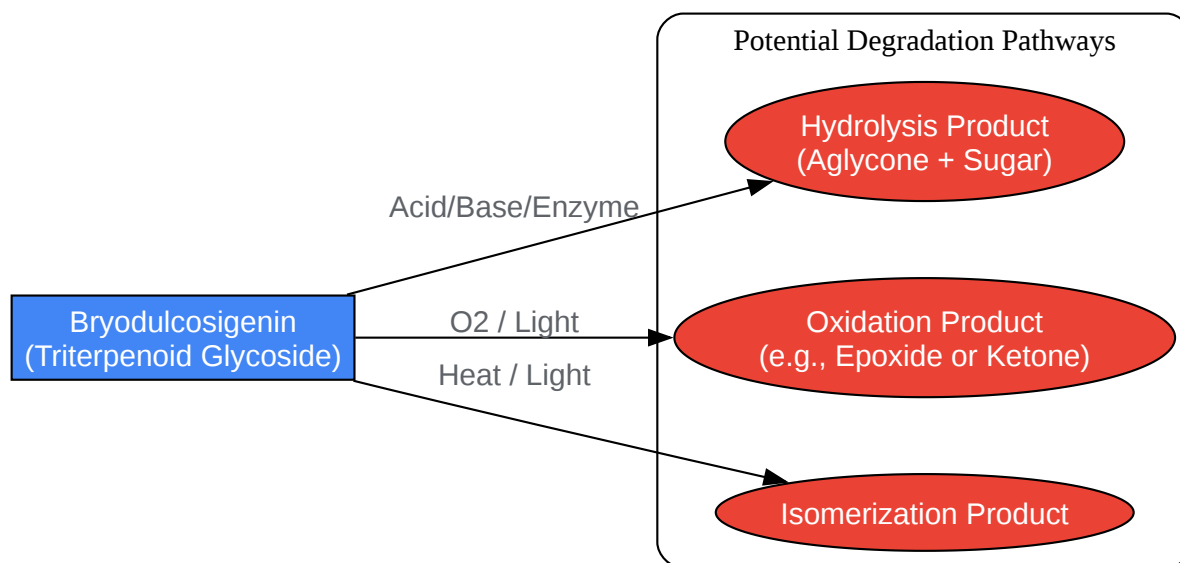 Potential Degradation Pathways
Hydrolysis Product
(Aglycone + Sugar)
Acid/Base/Enzyme
Bryodulcosigenin
(Triterpenoid Glycoside)
O2 / Light
Oxidation Product
(e.g., Epoxide or Ketone)
Heat / Light
Isomerization Product